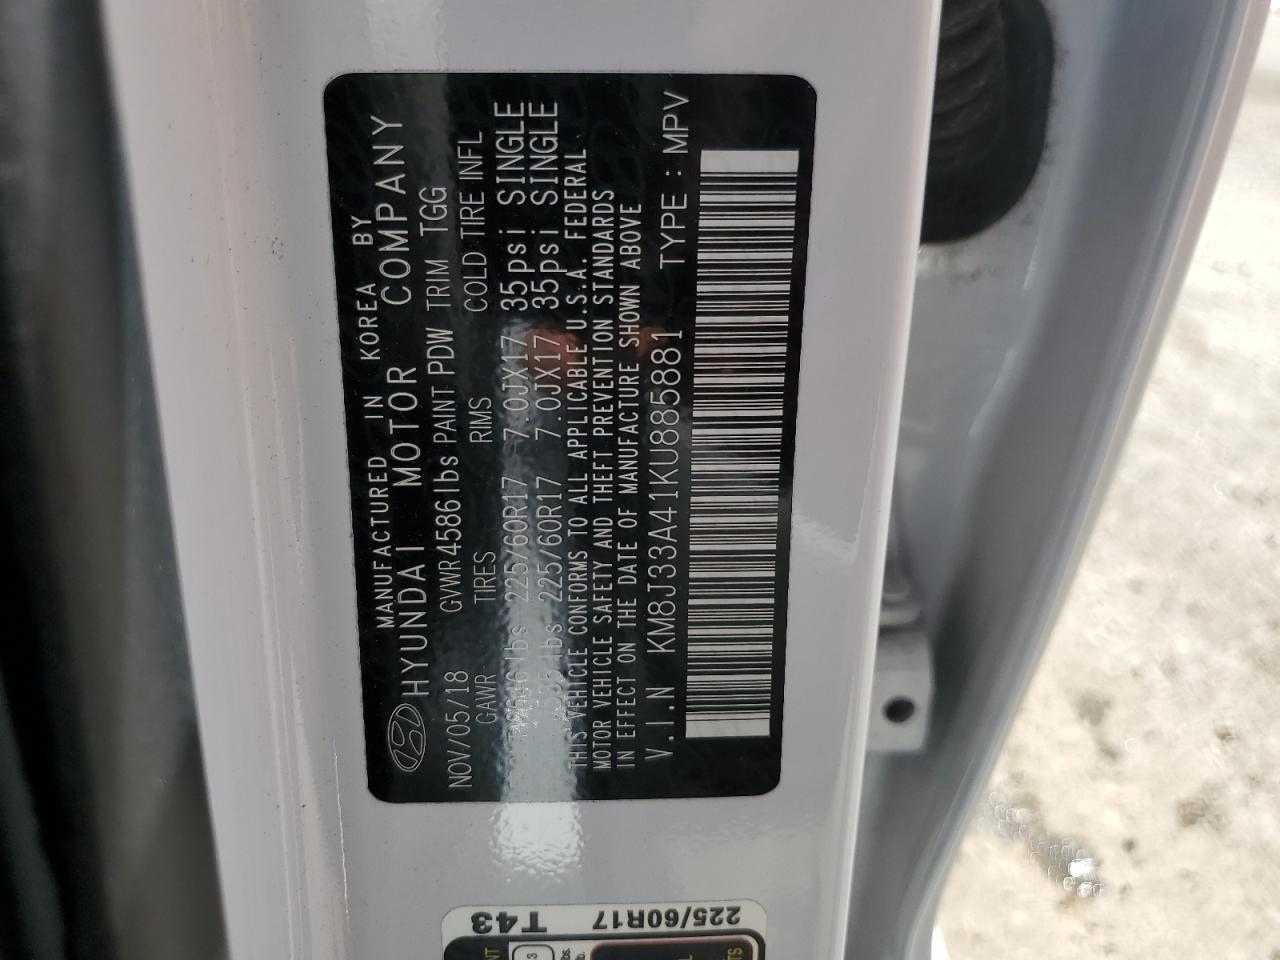 MANUFACTURED IN KOREA BY
HYUNDAI MOTOR COMPANY
NOV/05/18 GVWR 4586lbs PAINT PDW TRIM TGG
GAWR TIRES RIMS COLD TIRE INFL
225/60R17 7.0JX17 35psi SINGLE
225/60R17 7.0JX17 35psi SINGLE
THIS VEHICLE CONFORMS TO ALL APPLICABLE U.S.A. FEDERAL
MOTOR VEHICLE SAFETY AND THEFT PREVENTION STANDARDS
IN EFFECT ON THE DATE OF MANUFACTURE SHOWN ABOVE
V.I.N KM8J33A41KU885881 TYPE : MPV
T43
225/60R17